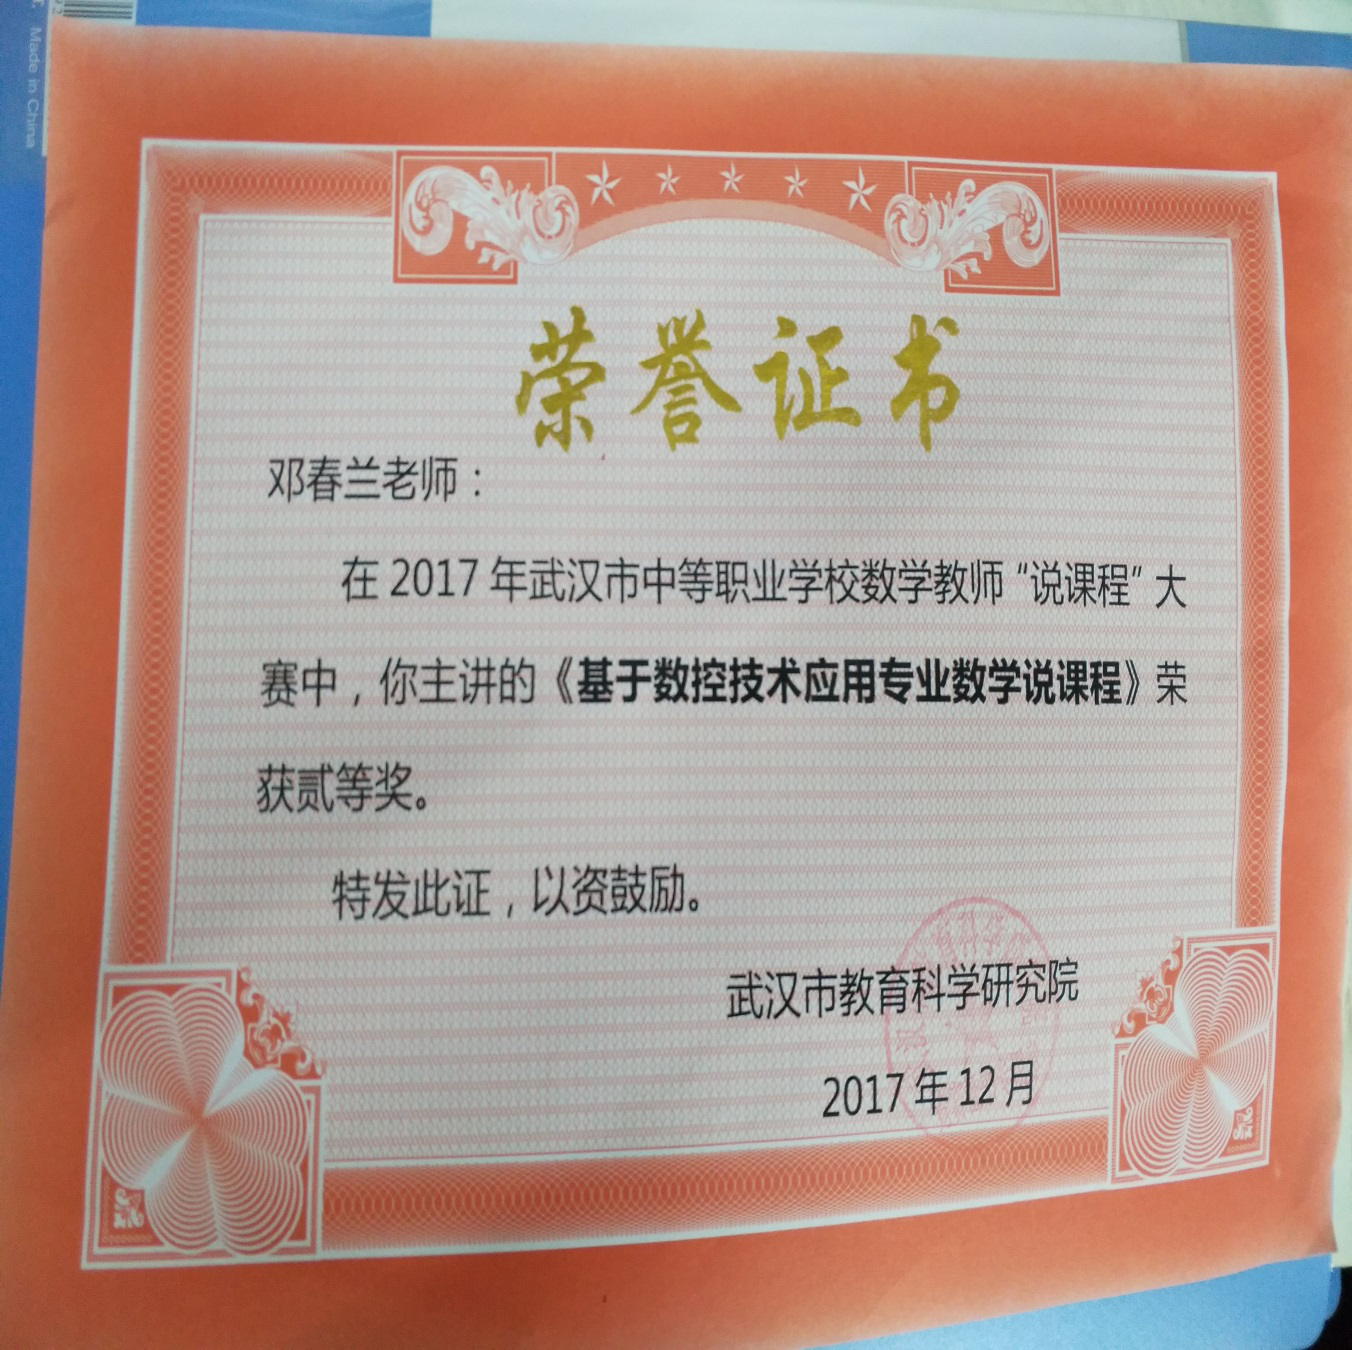 Made in China
荣誉证书
邓春兰老师：
在 2017 年武汉市中等职业学校数学教师“说课程”大
赛中，你主讲的《基于数控技术应用专业数学说课程》荣
获贰等奖。
特发此证，以资鼓励。
武汉市教育科学研究院
2017 年 12 月